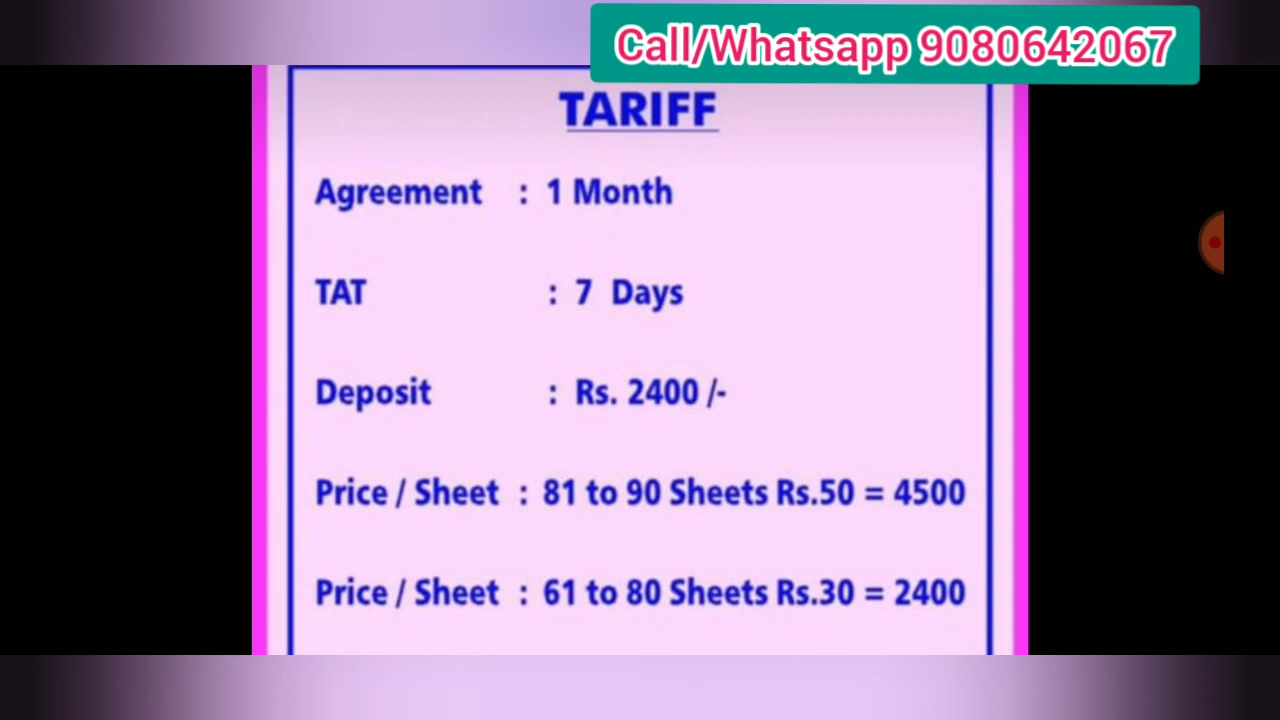 Call/Whatsapp 9080642067
TARIFF
Agreement : 1 Month
TAT : 7 Days
Deposit : Rs. 2400 /-
Price / Sheet : 81 to 90 Sheets Rs.50 = 4500
Price / Sheet : 61 to 80 Sheets Rs.30 = 2400